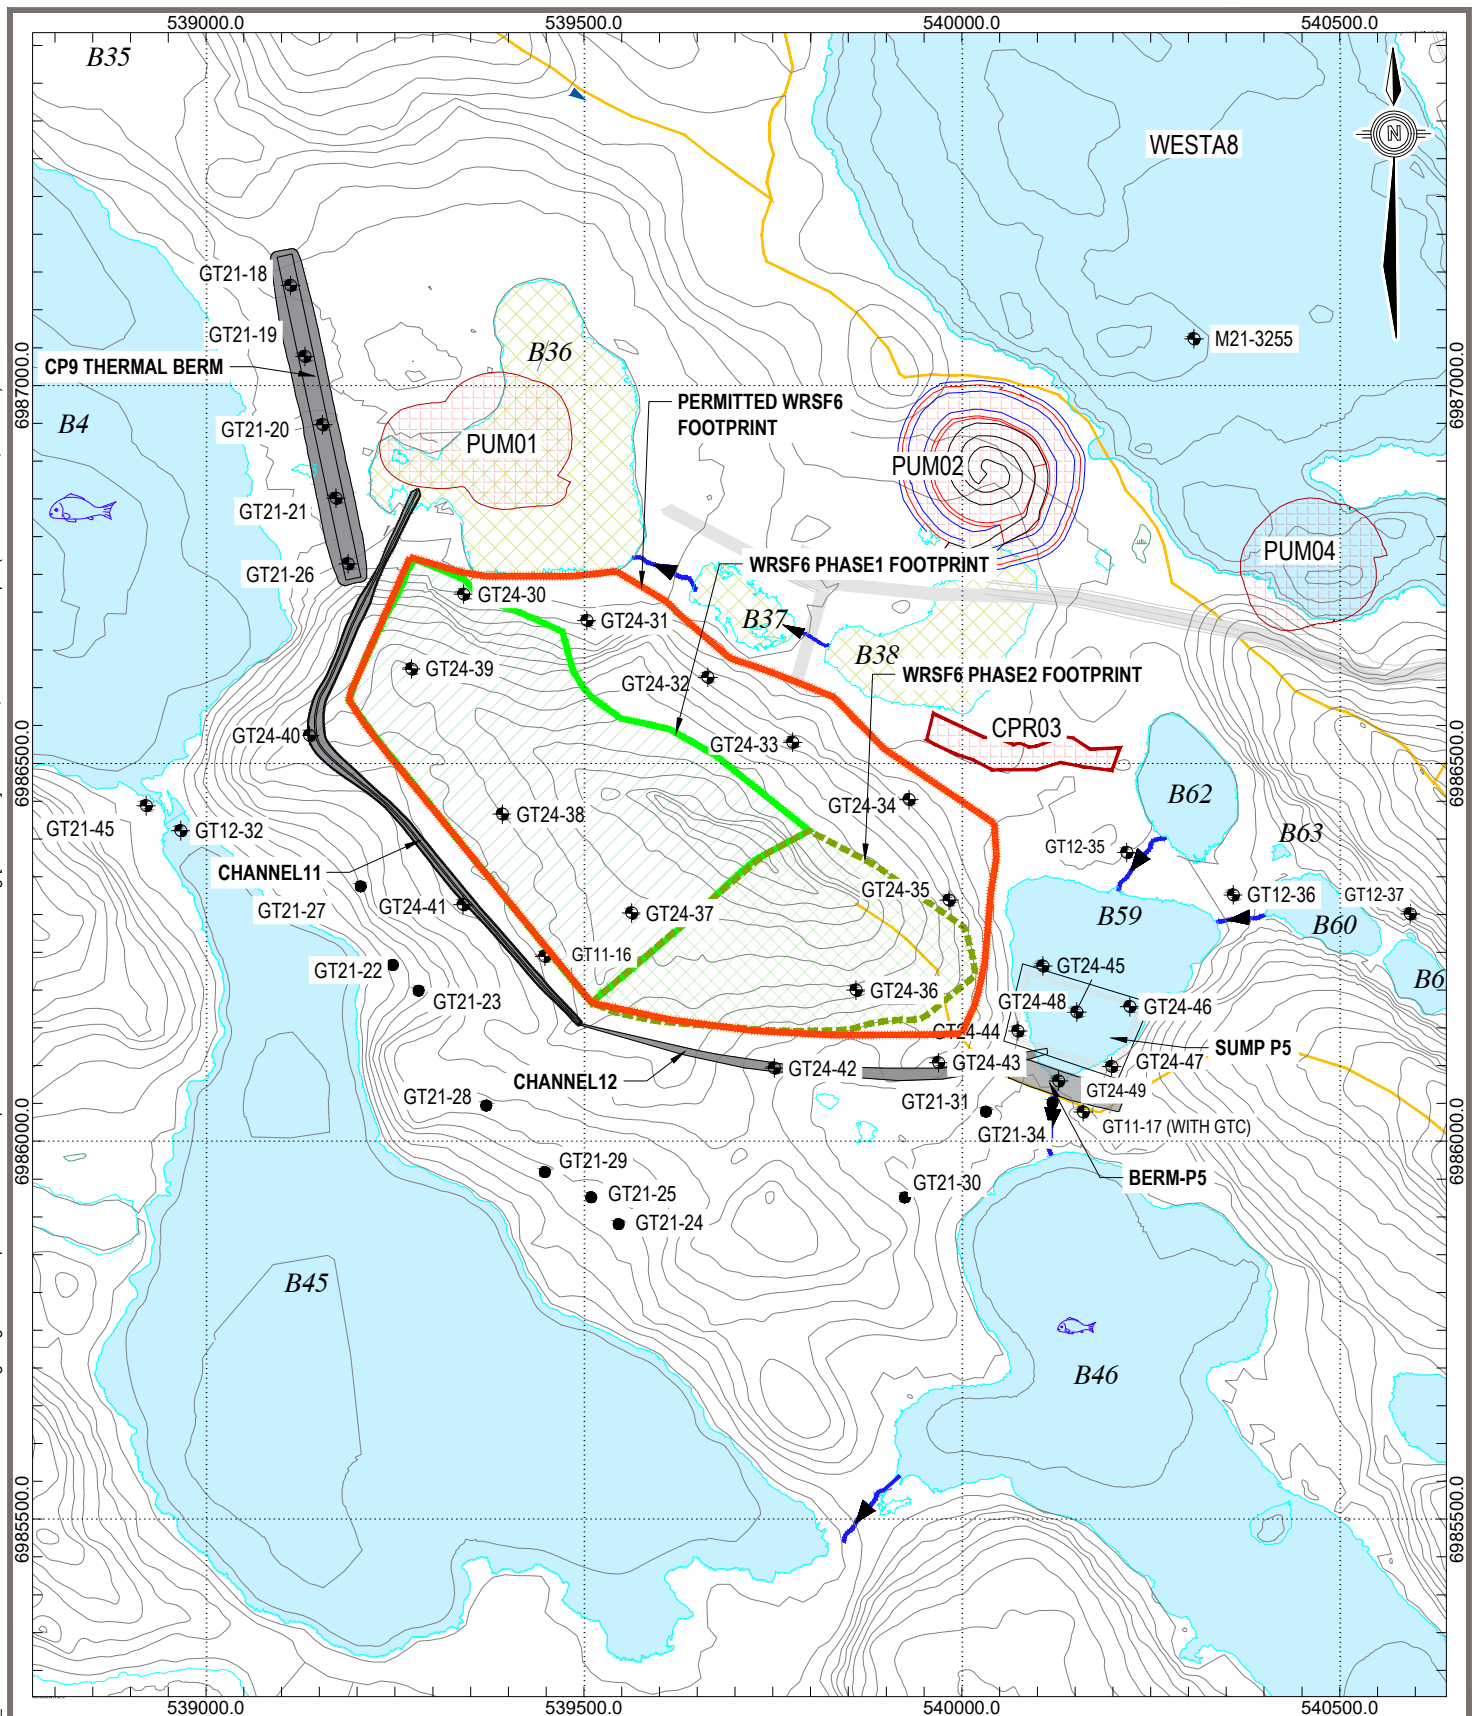 539000.0
539500.0
540000.0
540500.0
B35
WESTA8
N
GT21-18
GT21-19
M21-3255
CP9 THERMAL BERM
B36
6987000.0
6987000.0
PERMITTED WRSF6
FOOTPRINT
B4
GT21-20
PUM01
PUM02
GT21-21
PUM04
GT21-26
WRSF6 PHASE1 FOOTPRINT
GT24-30
GT24-31
B37
B38
GT24-39
GT24-32
WRSF6 PHASE2 FOOTPRINT
CPR03
GT24-40
GT24-33
6986500.0
6986500.0
B62
GT24-34
GT21-45
GT12-32
GT24-38
B63
GT12-35
CHANNEL11
GT24-35
GT12-36
GT12-37
GT21-27
GT24-41
GT24-37
B59
B60
GT11-16
GT21-22
GT24-45
B6
GT21-23
GT24-36
GT24-48
GT24-46
GT24-44
SUMP P5
GT24-43
GT24-47
GT24-42
CHANNEL12
GT24-49
GT21-28
GT21-31
GT11-17 (WITH GTC)
GT21-34
6986000.0
6986000.0
GT21-29
BERM-P5
GT21-25
GT21-30
GT21-24
B45
B46
6985500.0
6985500.0
539000.0
539500.0
540000.0
540500.0